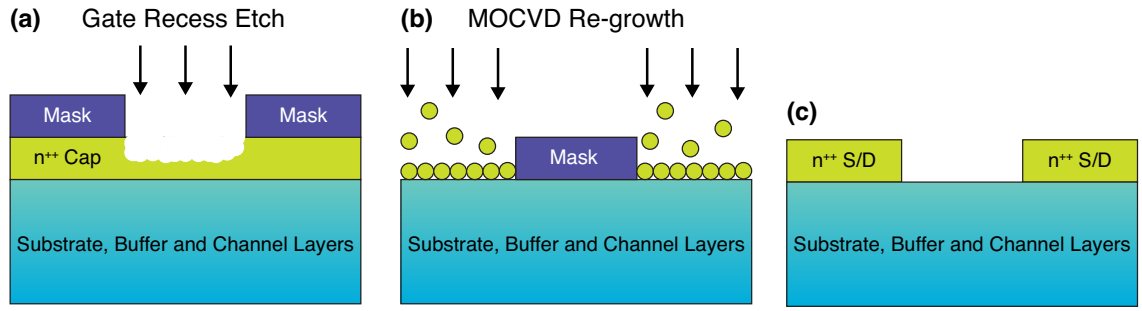 (a) Gate Recess Etch
Mask Mask
n⁺⁺ Cap
Substrate, Buffer and Channel Layers
(b) MOCVD Re-growth
Mask
Substrate, Buffer and Channel Layers
(c)
n⁺⁺ S/D n⁺⁺ S/D
Substrate, Buffer and Channel Layers